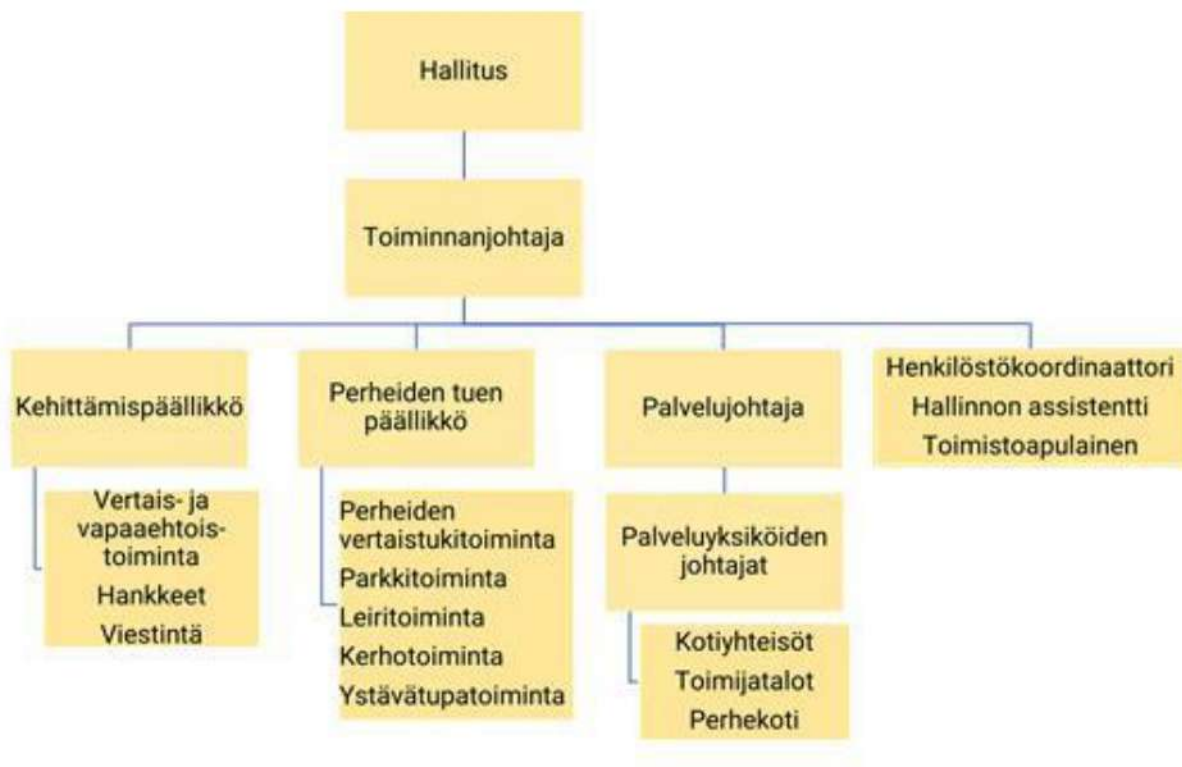 Hallitus
Toiminnanjohtaja
Kehittämispäällikkö
Perheiden tuen
päällikkö
Palvelujohtaja
Henkilöstökoordinaattori
Hallinnon assistentti
Toimistoapulainen
Vertais- ja
vapaaehtois-
toiminta
Hankkeet
Viestintä
Perheiden
vertaistukitoiminta
Parkkitoiminta
Leiritoiminta
Kerhotoiminta
Ystävätupatoiminta
Palveluyksiköiden
johtajat
Kotiyhteisöt
Toimijatalot
Perhekoti